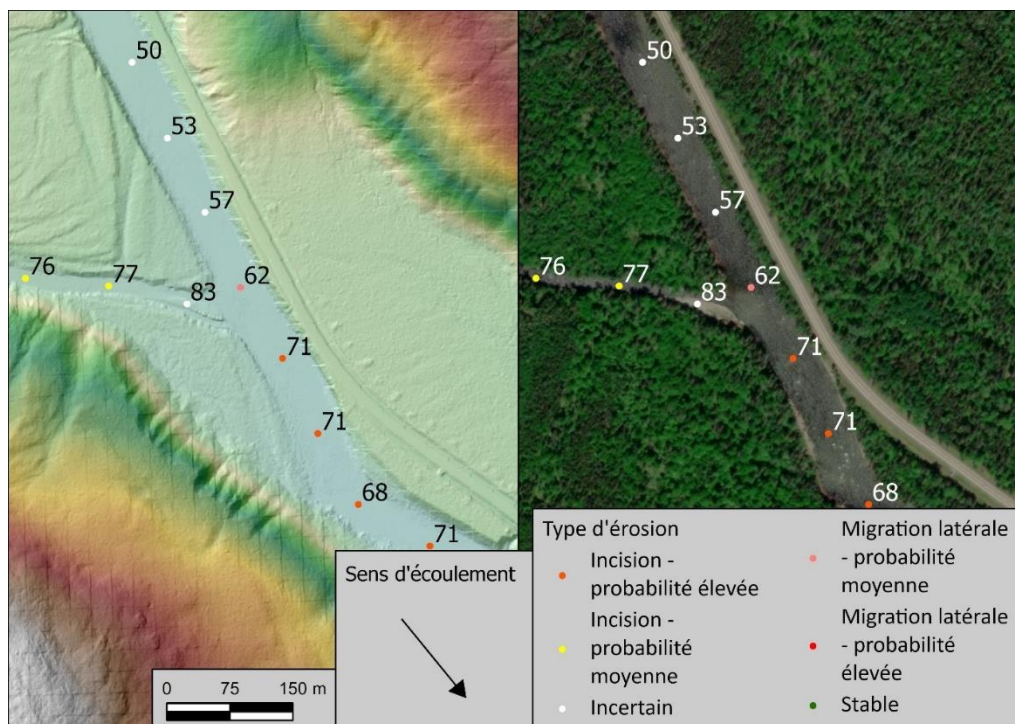 50
53
57
62
76
77
83
71
71
68
71
50
53
57
62
76
77
83
71
71
68
Sens d'écoulement
0 75 150 m
Type d'érosion
Incision -
probabilité élevée
Incision -
probabilité
moyenne
Incertain
Migration latérale
- probabilité
moyenne
Migration latérale
- probabilité
élevée
Stable